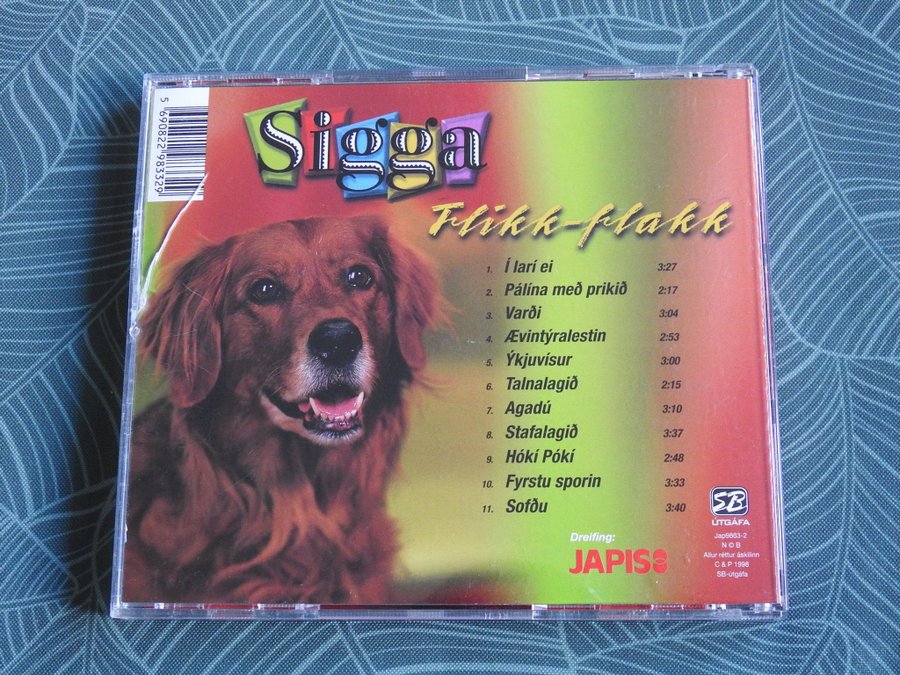 5 690822 983329
Sigga
Flikk-flakk
1. Í larí ei 3:27
2. Pálína með prikið 2:17
3. Varði 3:04
4. Ævintýralestin 2:53
5. Ýkjuvísur 3:00
6. Talnalagið 2:15
7. Agadú 3:10
8. Stafalagið 3:37
9. Hókí Pókí 2:48
10. Fyrstu sporin 3:33
11. Sofðu 3:40
Dreifing:
JAPIS
SB
ÚTGÁFA
Jap9863-2
N © B
Allur réttur áskilinn
C & P 1998
SB-útgáfa